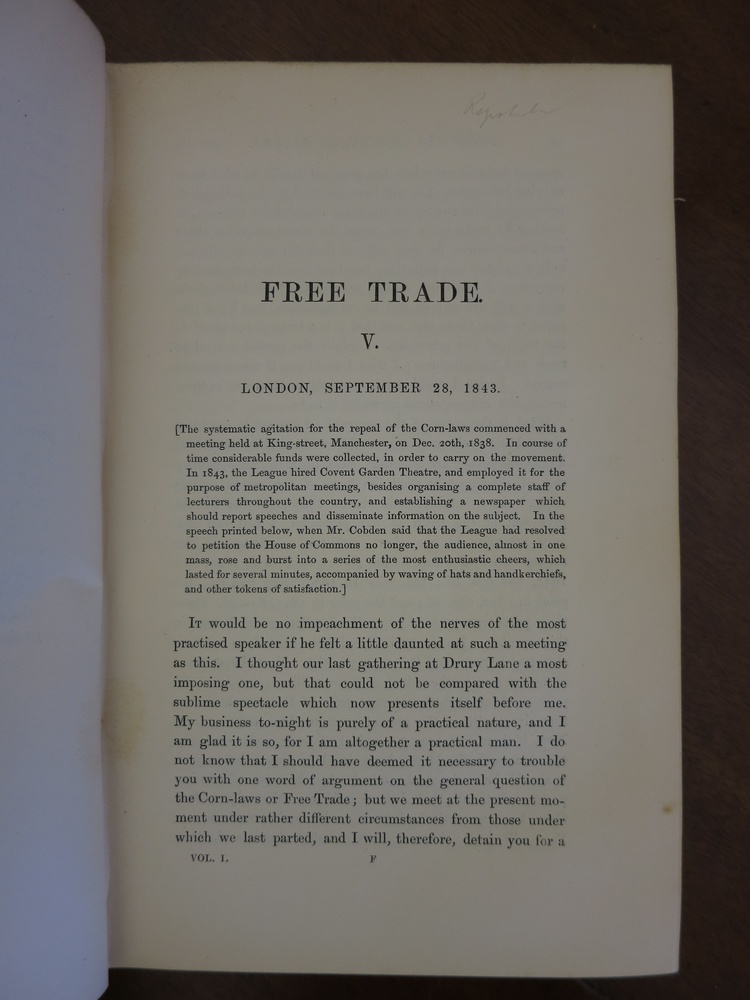 FREE TRADE.
V.
LONDON, SEPTEMBER 28, 1843.
[The systematic agitation for the repeal of the Corn-laws commenced with a
meeting held at King-street, Manchester, on Dec. 20th, 1838. In course of
time considerable funds were collected, in order to carry on the movement.
In 1843, the League hired Covent Garden Theatre, and employed it for the
purpose of metropolitan meetings, besides organising a complete staff of
lecturers throughout the country, and establishing a newspaper which
should report speeches and disseminate information on the subject. In the
speech printed below, when Mr. Cobden said that the League had resolved
to petition the House of Commons no longer, the audience, almost in one
mass, rose and burst into a series of the most enthusiastic cheers, which
lasted for several minutes, accompanied by waving of hats and handkerchiefs,
and other tokens of satisfaction.]
IT would be no impeachment of the nerves of the most
practised speaker if he felt a little daunted at such a meeting
as this. I thought our last gathering at Drury Lane a most
imposing one, but that could not be compared with the
sublime spectacle which now presents itself before me.
My business to-night is purely of a practical nature, and I
am glad it is so, for I am altogether a practical man. I do
not know that I should have deemed it necessary to trouble
you with one word of argument on the general question of
the Corn-laws or Free Trade; but we meet at the present mo-
ment under rather different circumstances from those under
which we last parted, and I will, therefore, detain you for a
VOL. I. F